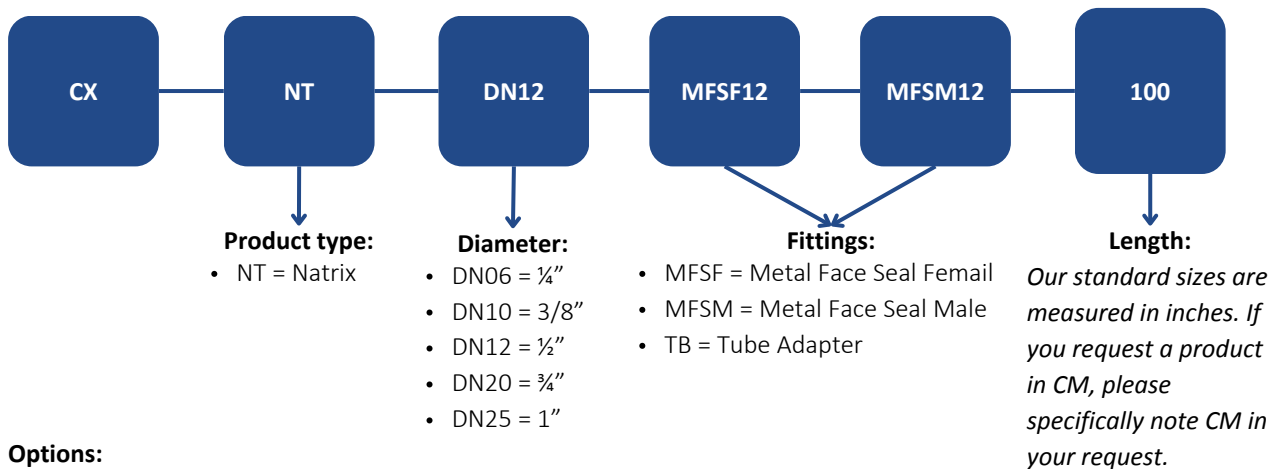 CX
NT
DN12
MFSF12
MFSM12
100
Product type:
• NT = Natrix
Diameter:
• DN06 = ¼”
• DN10 = 3/8”
• DN12 = ½”
• DN20 = ¾”
• DN25 = 1”
Fittings:
• MFSF = Metal Face Seal Femail
• MFSM = Metal Face Seal Male
• TB = Tube Adapter
Length:
Our standard sizes are
measured in inches. If
you request a product
in CM, please
specifically note CM in
your request.
Options: